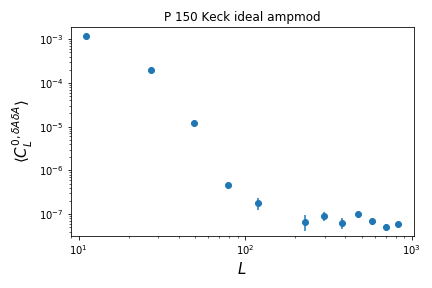 P 150 Keck ideal ampmod
10⁻³
10⁻⁴
10⁻⁵
10⁻⁶
10⁻⁷
⟨C_L^{0,δAδA}⟩
10¹ 10² 10³
L